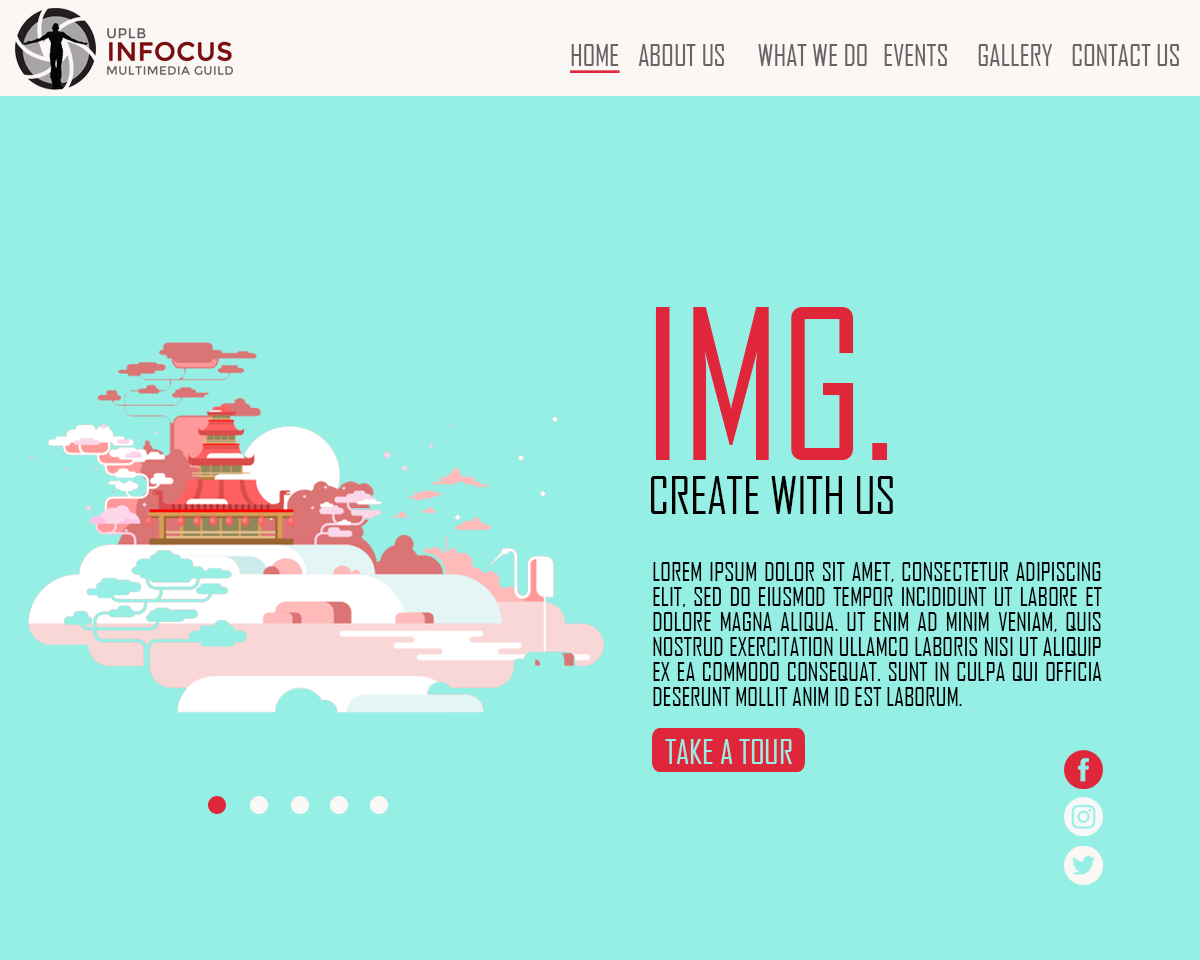 UPLB
INFOCUS
MULTIMEDIA GUILD
HOME ABOUT US WHAT WE DO EVENTS GALLERY CONTACT US
IMG.
CREATE WITH US
LOREM IPSUM DOLOR SIT AMET, CONSECTETUR ADIPISCING
ELIT, SED DO EIUSMOD TEMPOR INCIDIDUNT UT LABORE ET
DOLORE MAGNA ALIQUA. UT ENIM AD MINIM VENIAM, QUIS
NOSTRUD EXERCITATION ULLAMCO LABORIS NISI UT ALIQUIP
EX EA COMMODO CONSEQUAT. SUNT IN CULPA QUI OFFICIA
DESERUNT MOLLIT ANIM ID EST LABORUM.
TAKE A TOUR